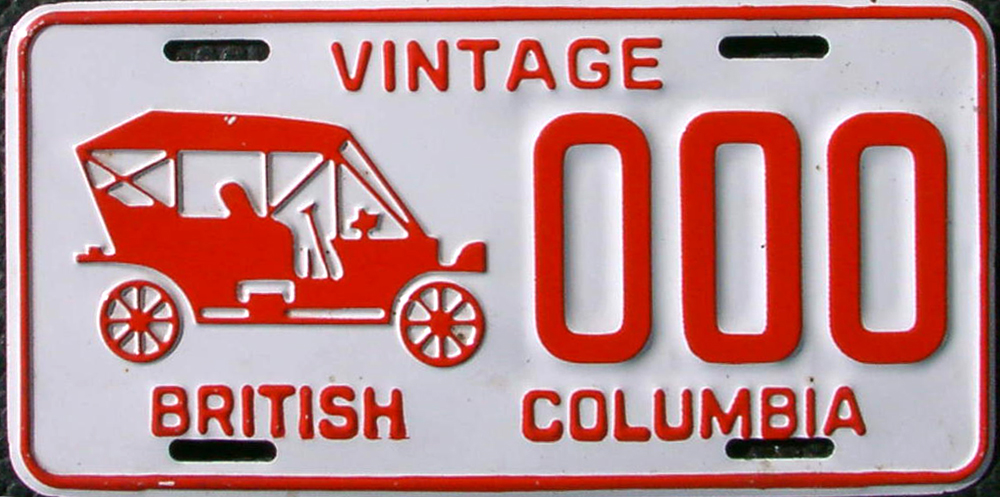 VINTAGE
000
BRITISH COLUMBIA